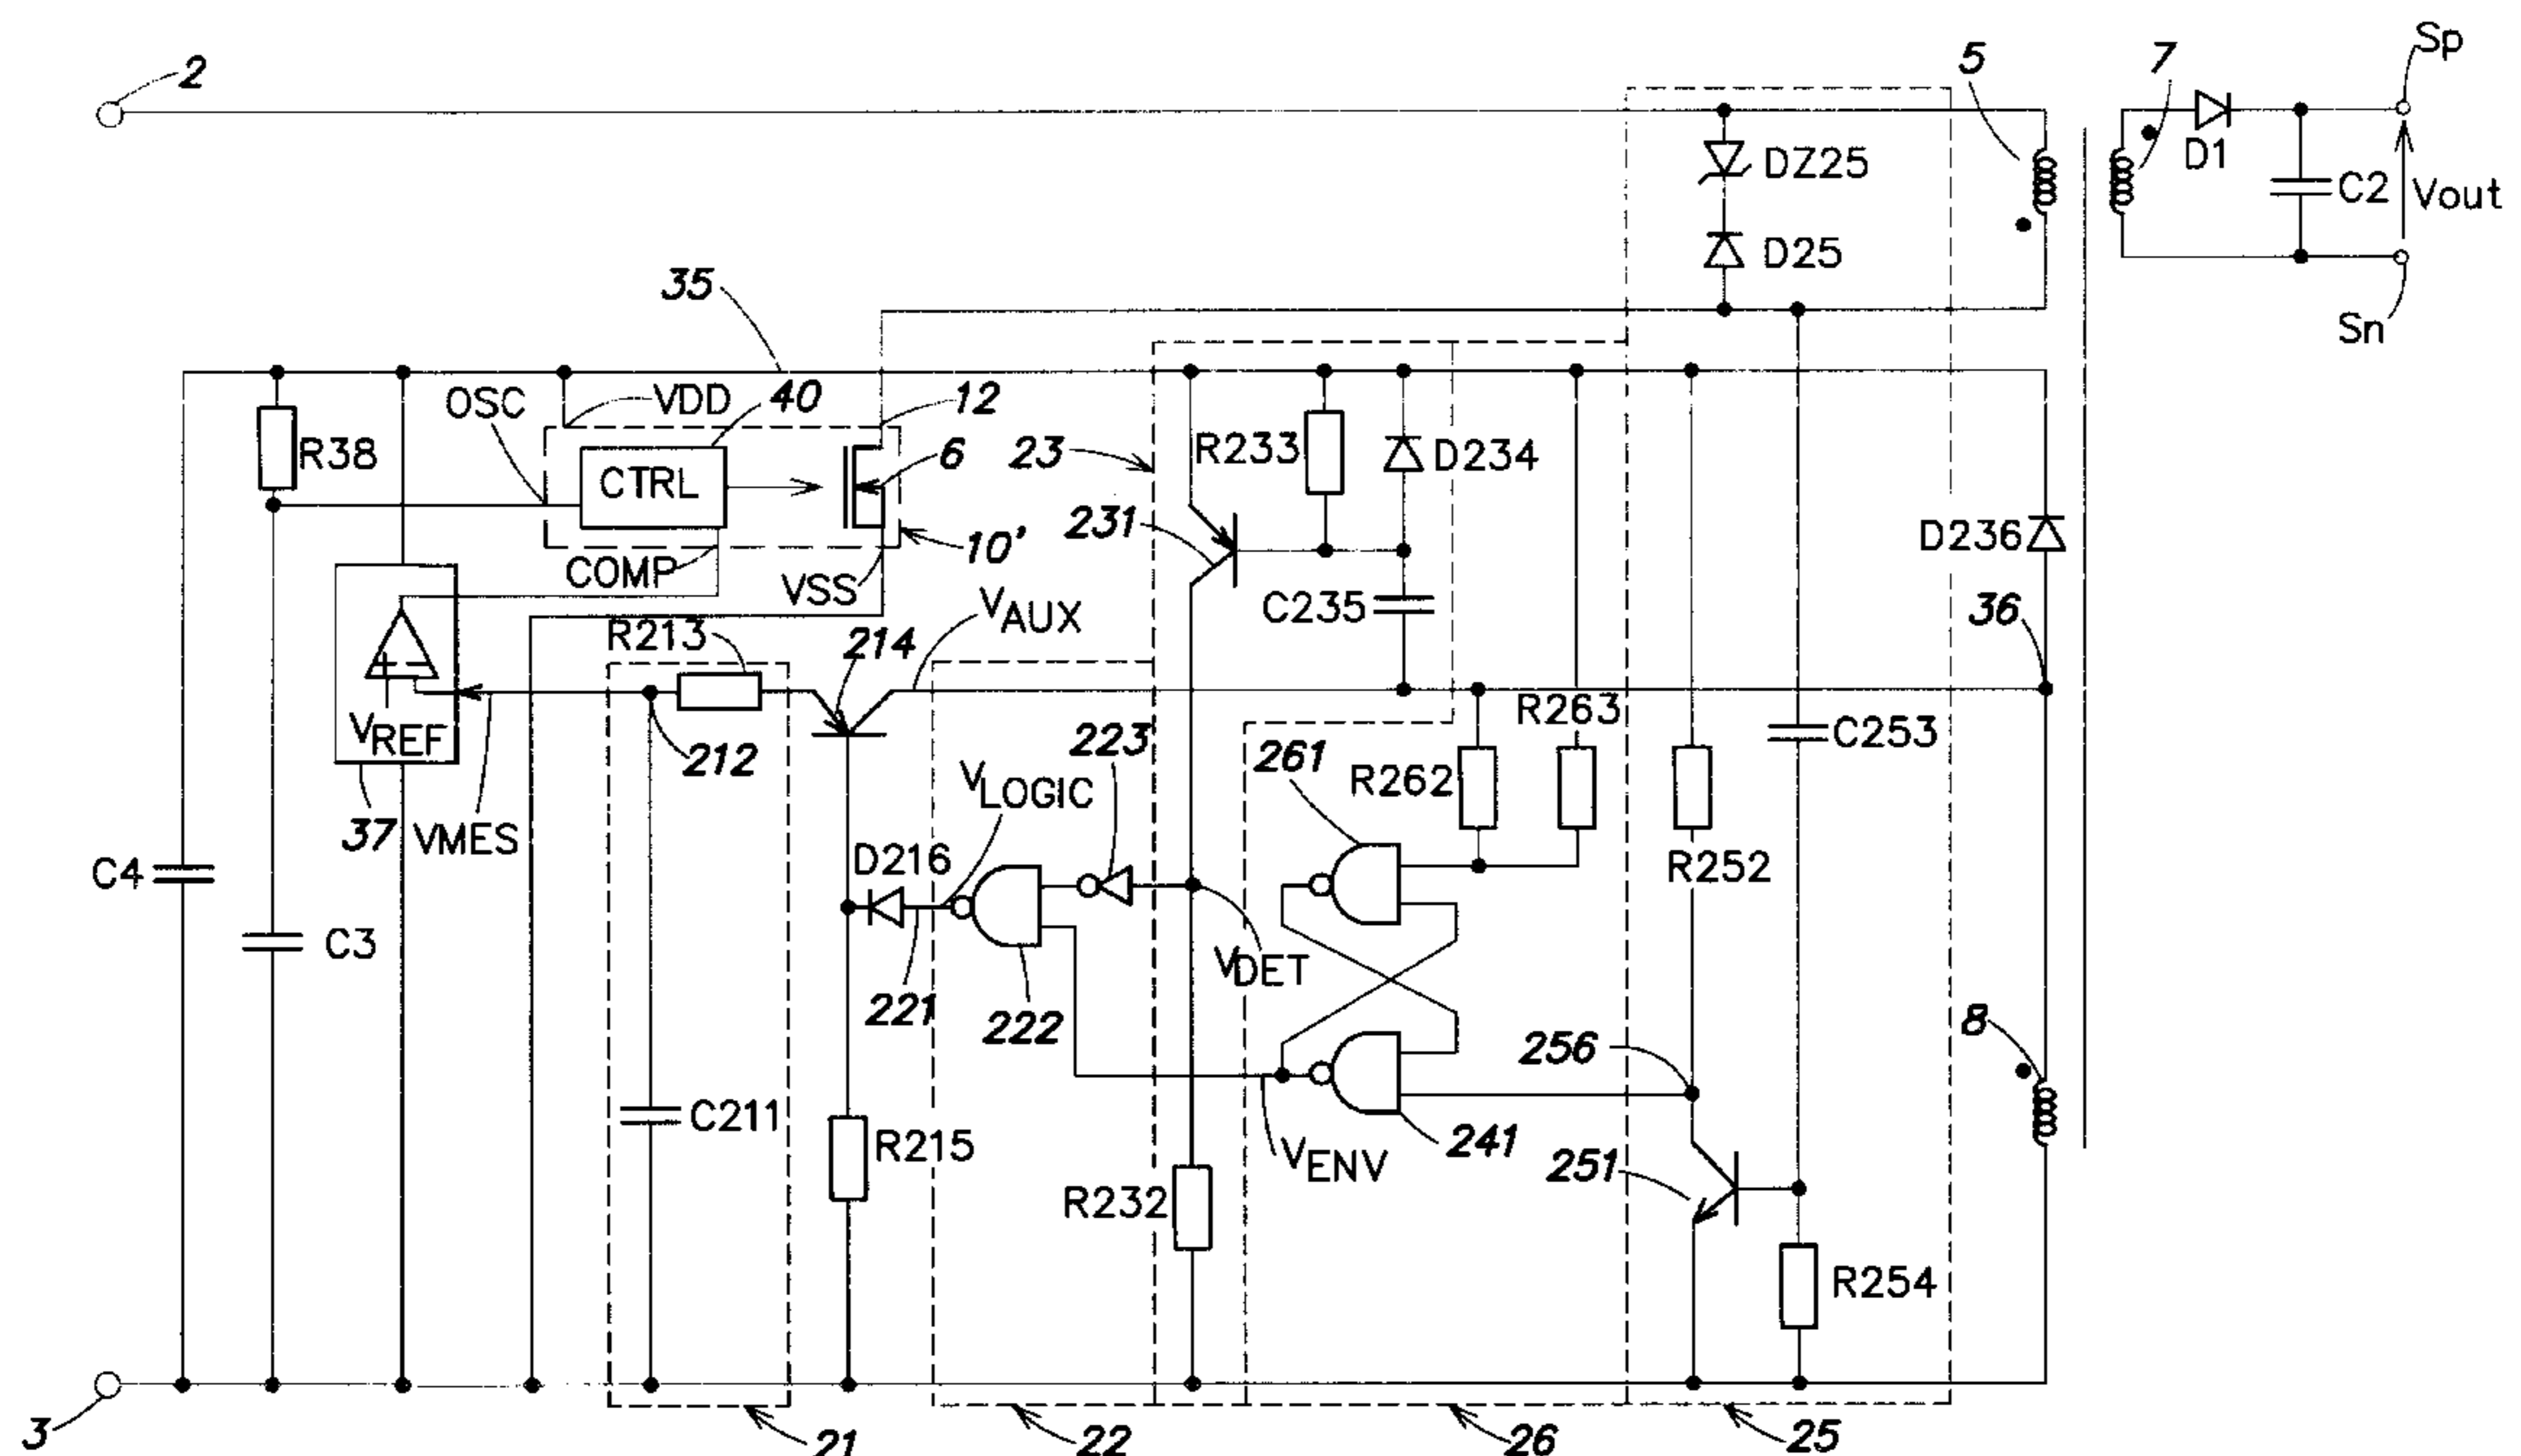 2
5
7
Sp
D1
DZ25
C2
Vout
D25
Sn
35
OSC
VDD
40
12
R38
CTRL
6
23
R233
D234
231
10'
D236
COMP
VSS
C235
36
R213
214
VAUX
VREF
212
223
R263
C253
261
R262
VLOGIC
37
VMES
D216
R252
C4
C3
VDET
221
222
256
8
C211
R215
241
VENV
251
R232
R254
3
21
22
26
25